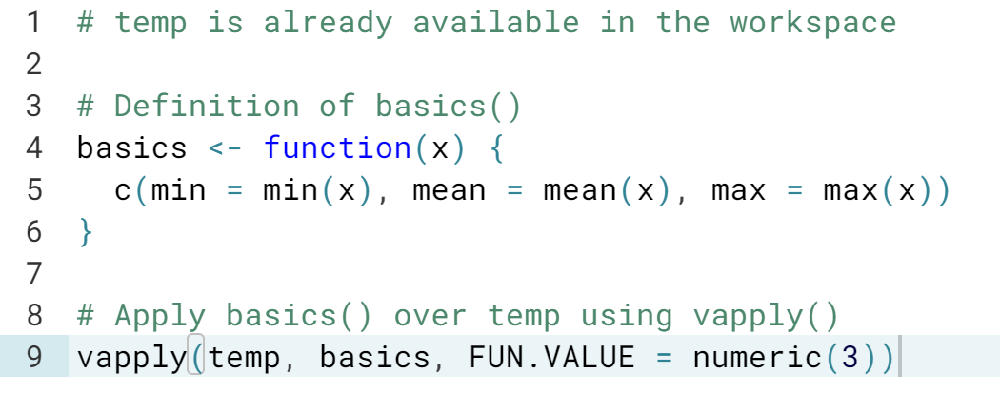 1 # temp is already available in the workspace
2
3 # Definition of basics()
4 basics <- function(x) {
5   c(min = min(x), mean = mean(x), max = max(x))
6 }
7
8 # Apply basics() over temp using vapply()
9 vapply(temp, basics, FUN.VALUE = numeric(3))